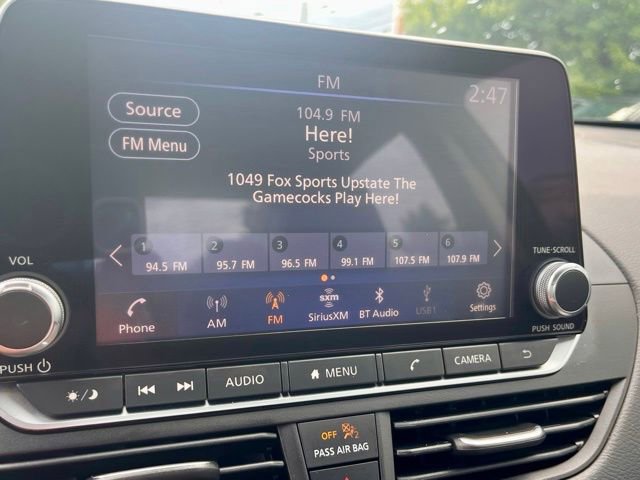 FM
2:47
Source
104.9 FM
FM Menu
Here!
Sports
1049 Fox Sports Upstate The
Gamecocks Play Here!
1 2 3 4 5 6
94.5 FM 95.7 FM 96.5 FM 99.1 FM 107.5 FM 107.9 FM
VOL
TUNE·SCROLL
Phone AM FM sxm SiriusXM BT Audio USB1 Settings
PUSH
PUSH SOUND
AUDIO MENU CAMERA
OFF 2
PASS AIR BAG